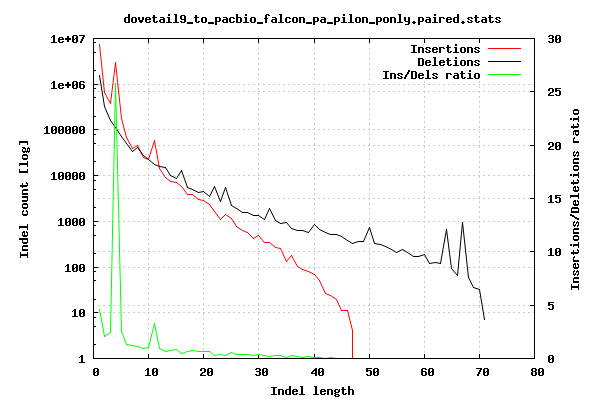 dovetail9_to_pacbio_falcon_pa_pilon_ponly.paired.stats
1e+07
1e+06
100000
10000
1000
100
10
1
Indel count [log]
Insertions
Deletions
Ins/Dels ratio
30
25
20
15
10
5
0
Insertions/Deletions ratio
0 10 20 30 40 50 60 70 80
Indel length